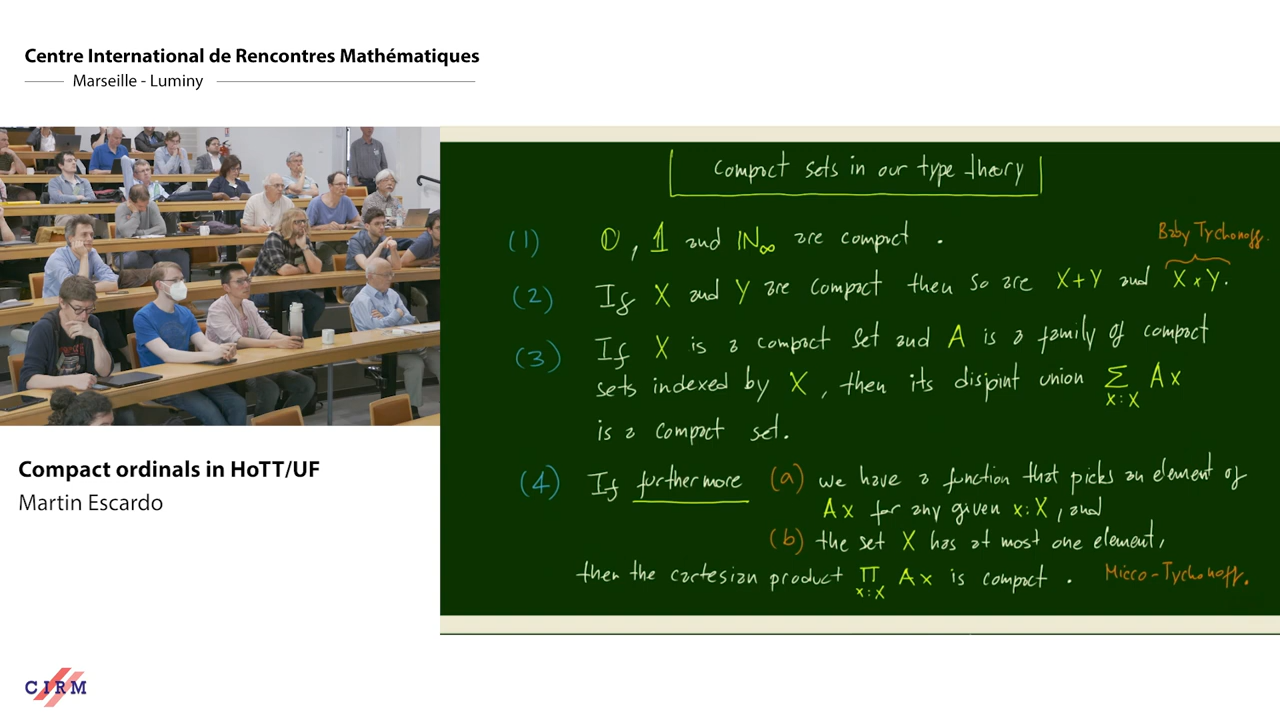 Centre International de Rencontres Mathématiques
Marseille - Luminy
Compact sets in our type theory
(1) 𝟘, 𝟙 and ℕ∞ are compact.
Baby Tychonoff.
(2) If X and Y are compact then so are X+Y and X×Y.
(3) If X is a compact set and A is a family of compact
sets indexed by X, then its disjoint union Σ x:X Ax
is a compact set.
(4) If furthermore (a) we have a function that picks an element of
Ax for any given x:X, and
(b) the set X has at most one element,
then the cartesian product Π x:X Ax is compact. Micro-Tychonoff.
Compact ordinals in HoTT/UF
Martin Escardo
CIRM